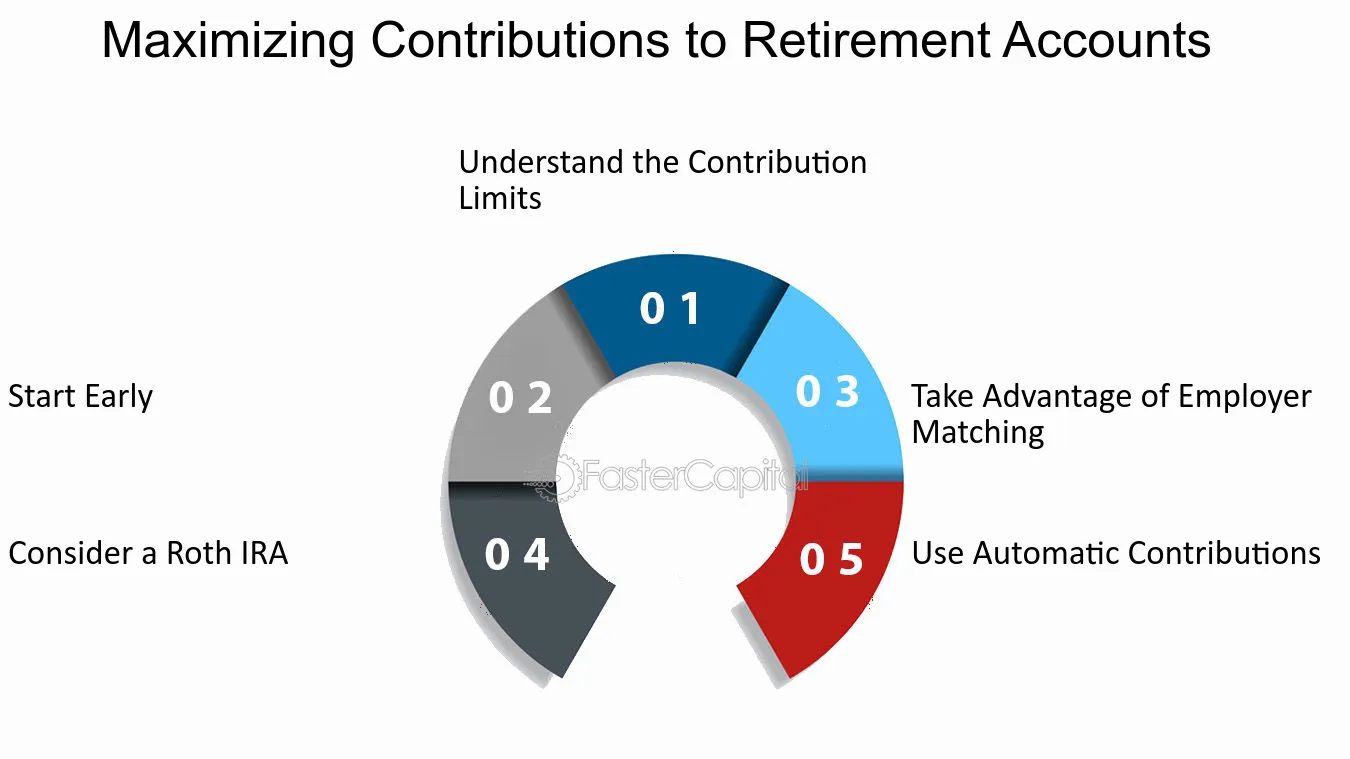 Maximizing Contributions to Retirement Accounts
Understand the Contribution
Limits
0 1
0 2
0 3
Start Early
Take Advantage of Employer
Matching
FasterCapital
0 4
0 5
Consider a Roth IRA
Use Automatic Contributions